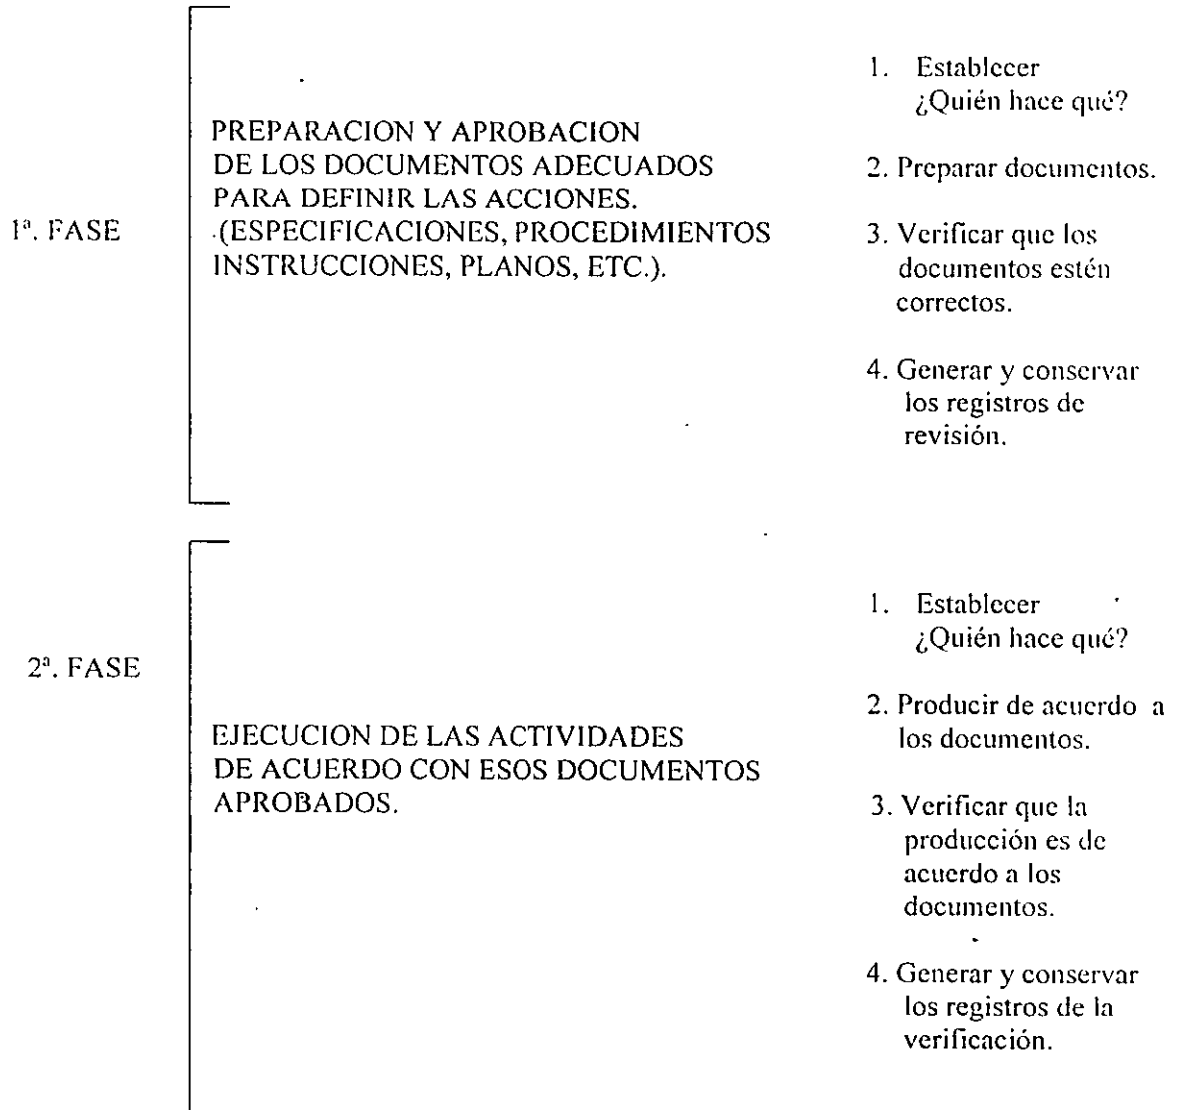 1ª. FASE
PREPARACION Y APROBACION
DE LOS DOCUMENTOS ADECUADOS
PARA DEFINIR LAS ACCIONES.
(ESPECIFICACIONES, PROCEDIMIENTOS
INSTRUCCIONES, PLANOS, ETC.).
1. Establecer
¿Quién hace qué?
2. Preparar documentos.
3. Verificar que los
documentos estén
correctos.
4. Generar y conservar
los registros de
revisión.
2ª. FASE
EJECUCION DE LAS ACTIVIDADES
DE ACUERDO CON ESOS DOCUMENTOS
APROBADOS.
1. Establecer
¿Quién hace qué?
2. Producir de acuerdo a
los documentos.
3. Verificar que la
producción es de
acuerdo a los
documentos.
4. Generar y conservar
los registros de la
verificación.